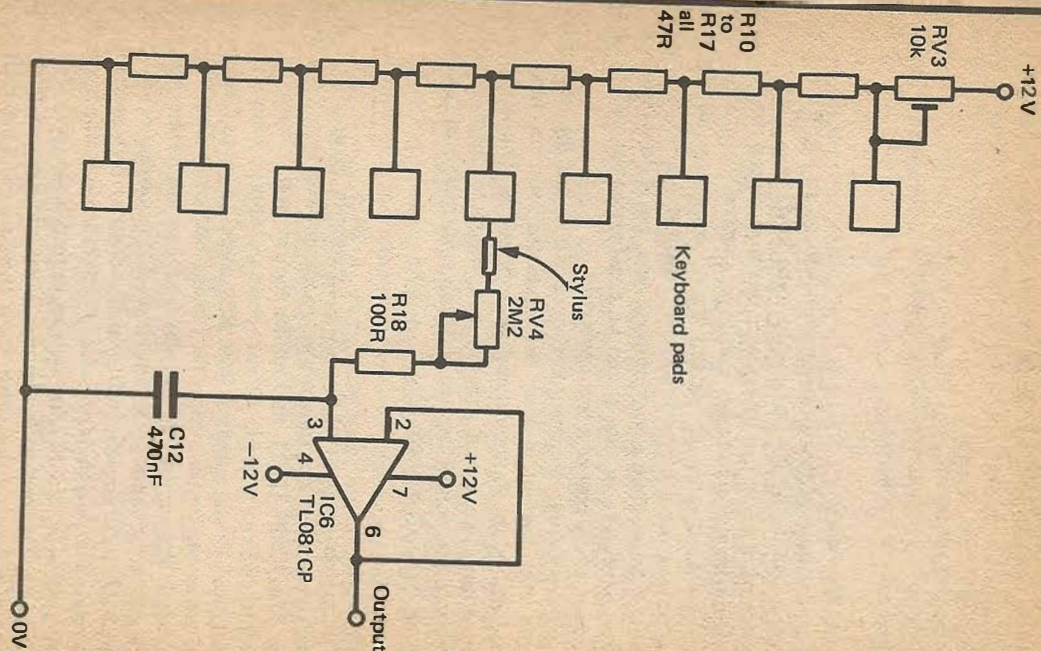 +12V
RV3
10k
R10
to
R17
all
47R
Keyboard pads
Stylus
RV4
2M2
R18
100R
2
3
+12V
7
4
−12V
6
IC6
TL081CP
C12
470nF
Output
0V